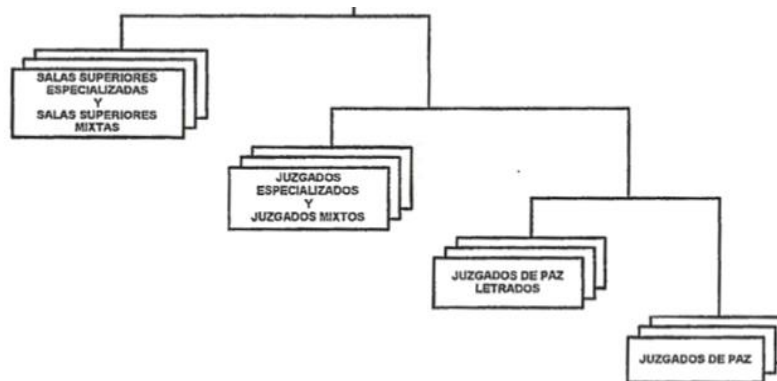 SALAS SUPERIORES
ESPECIALIZADAS
Y
SALAS SUPERIORES
MIXTAS
JUZGADOS
ESPECIALIZADOS
Y
JUZGADOS MIXTOS
JUZGADOS DE PAZ
LETRADOS
JUZGADOS DE PAZ